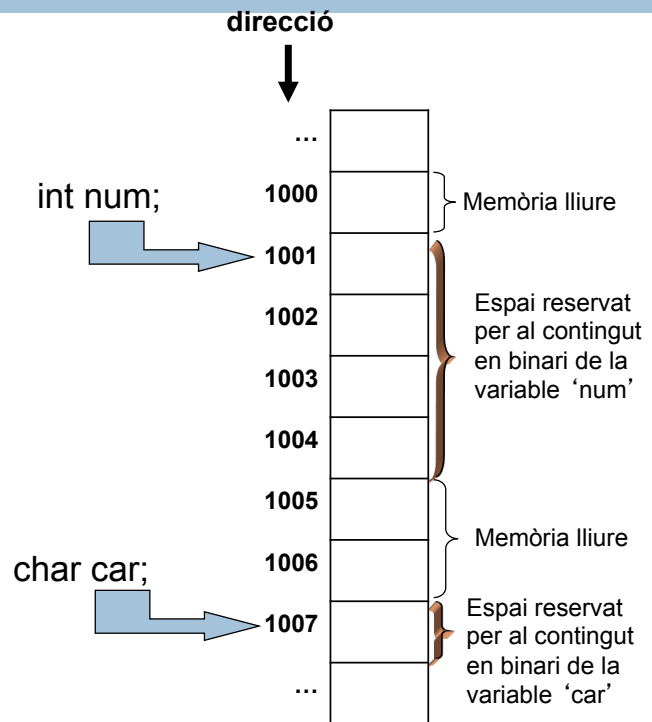 direcció
...
int num;
1000
Memòria lliure
1001
1002
1003
1004
Espai reservat
per al contingut
en binari de la
variable ‘num’
1005
1006
Memòria lliure
char car;
1007
Espai reservat
per al contingut
en binari de la
variable ‘car’
...